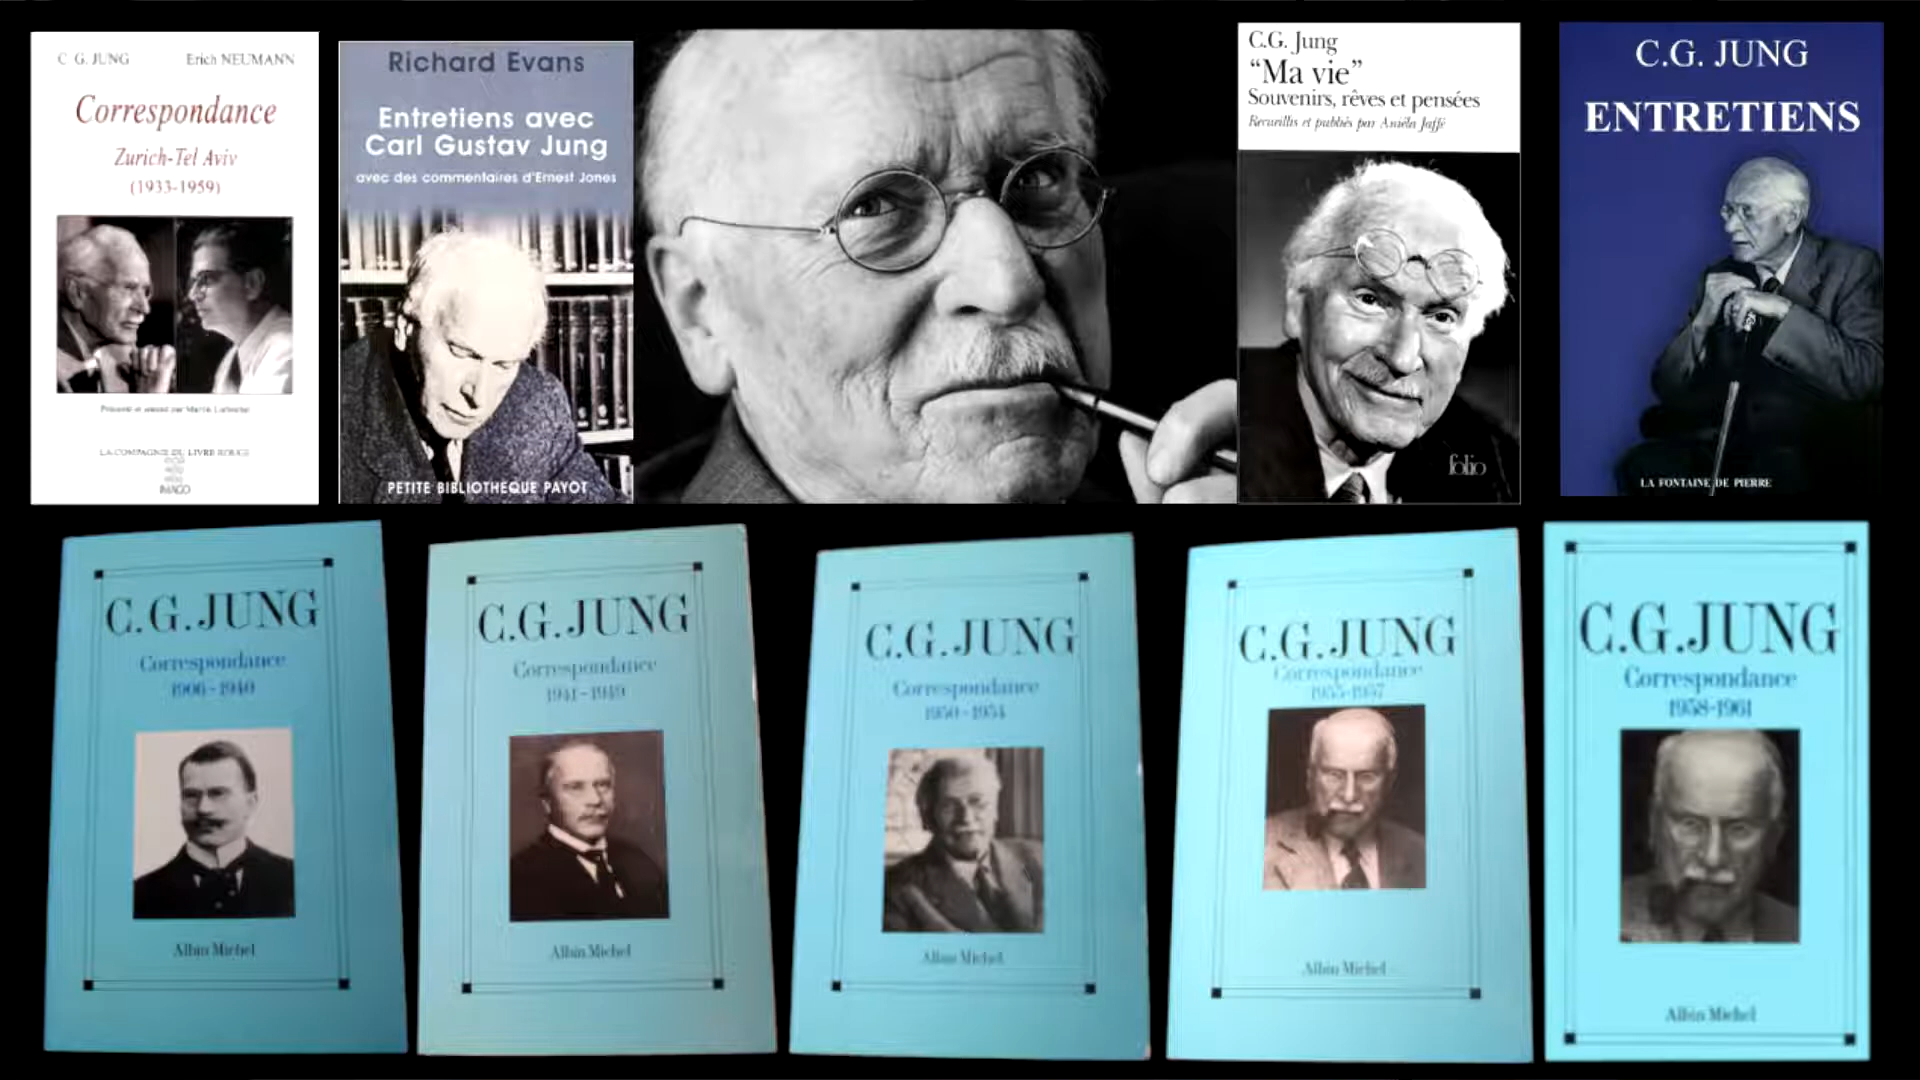 C. G. JUNG Erich NEUMANN
Correspondance
Zurich-Tel Aviv
(1933-1959)
LA COMPAGNIE DU LIVRE ROUGE
IMAGO
Richard Evans
Entretiens avec
Carl Gustav Jung
avec des commentaires d'Ernest Jones
PETITE BIBLIOTHEQUE PAYOT
C.G. Jung
“Ma vie”
Souvenirs, rêves et pensées
Recueillis et publiés par Aniéla Jaffé
folio
C.G. JUNG
ENTRETIENS
LA FONTAINE DE PIERRE
C.G. JUNG
Correspondance
1906-1940
Albin Michel
C.G. JUNG
Correspondance
1941-1949
Albin Michel
C.G. JUNG
Correspondance
1950-1954
Albin Michel
C.G. JUNG
Correspondance
1955-1957
Albin Michel
C.G. JUNG
Correspondance
1958-1961
Albin Michel